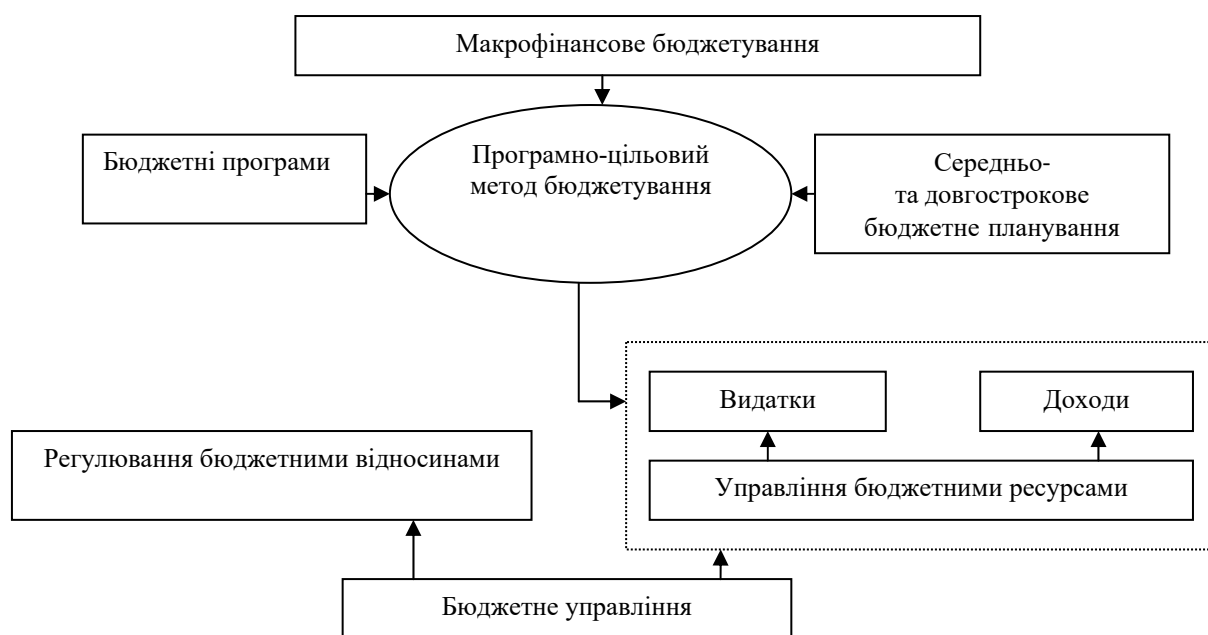 Макрофінансове бюджетування
Бюджетні програми
Програмно-цільовий
метод бюджетування
Середньо-
та довгострокове
бюджетне планування
Видатки
Доходи
Регулювання бюджетними відносинами
Управління бюджетними ресурсами
Бюджетне управління